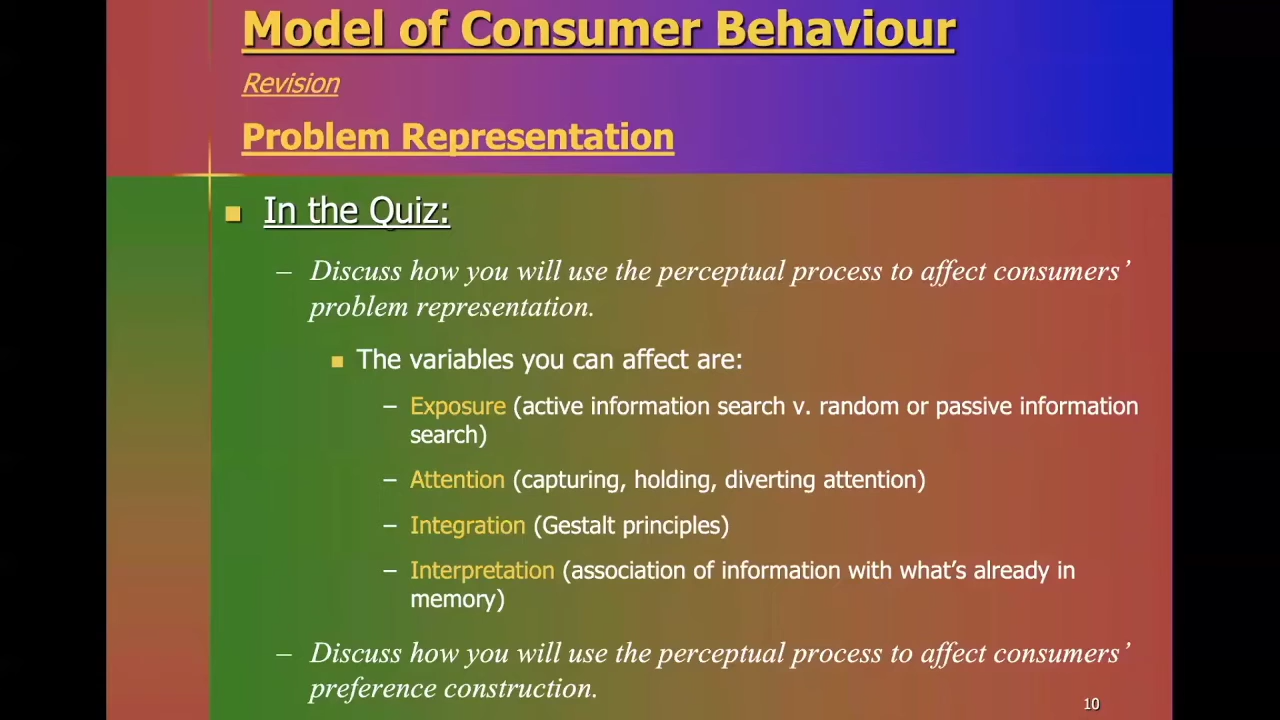 Model of Consumer Behaviour
Revision
Problem Representation
In the Quiz:
– Discuss how you will use the perceptual process to affect consumers’
problem representation.
The variables you can affect are:
– Exposure (active information search v. random or passive information
search)
– Attention (capturing, holding, diverting attention)
– Integration (Gestalt principles)
– Interpretation (association of information with what’s already in
memory)
– Discuss how you will use the perceptual process to affect consumers’
preference construction.
10